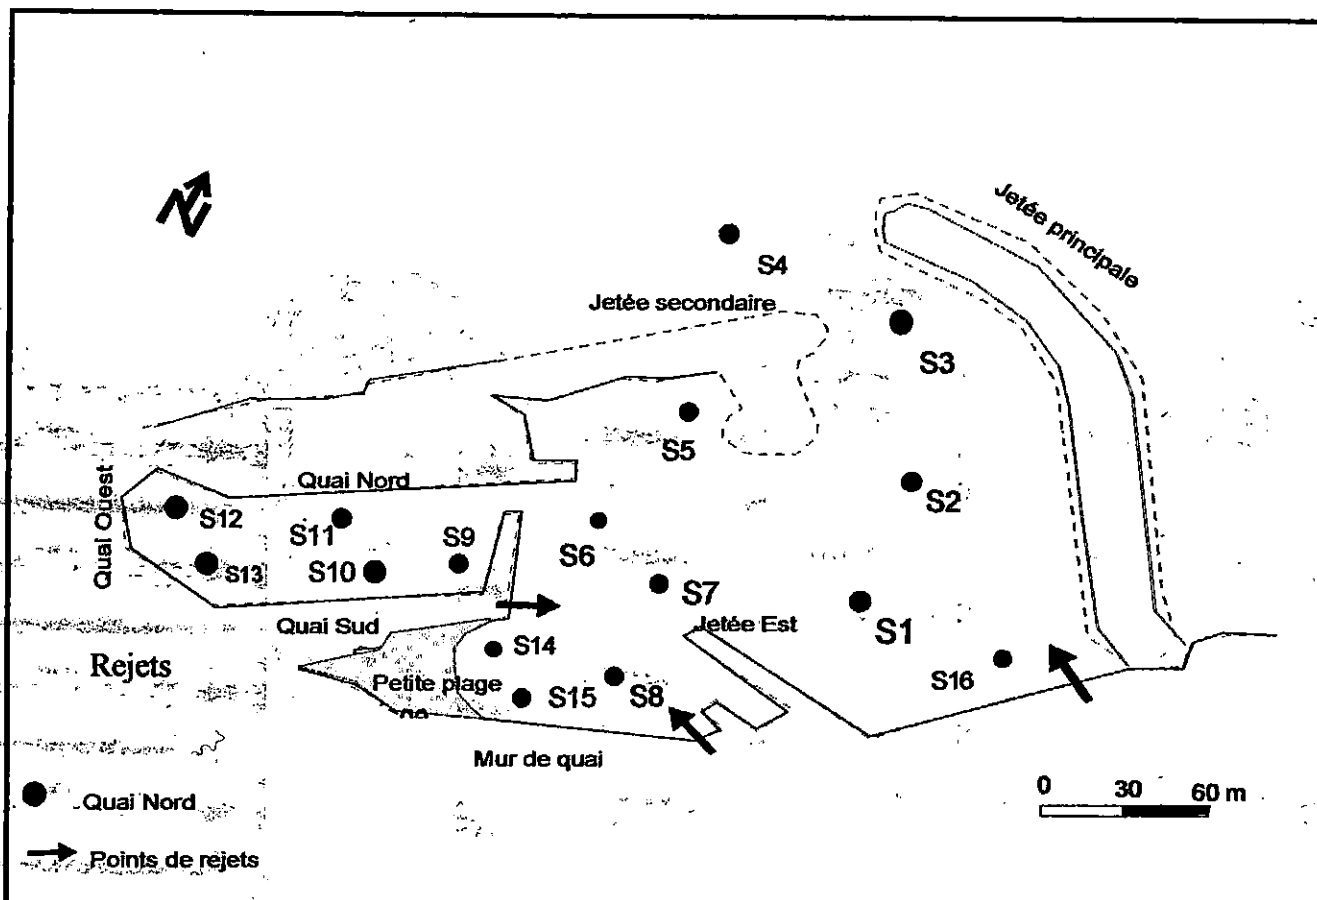 N
Jetée principale
S4
Jetée secondaire
S3
S5
Quai Nord
S2
Quai Ouest
S12
S11
S9
S6
S13
S10
S7
Quai Sud
Jetée Est
S1
S14
Rejets
S16
Petite plage
S15
S8
Mur de quai
0 30 60 m
Quai Nord
Points de rejets